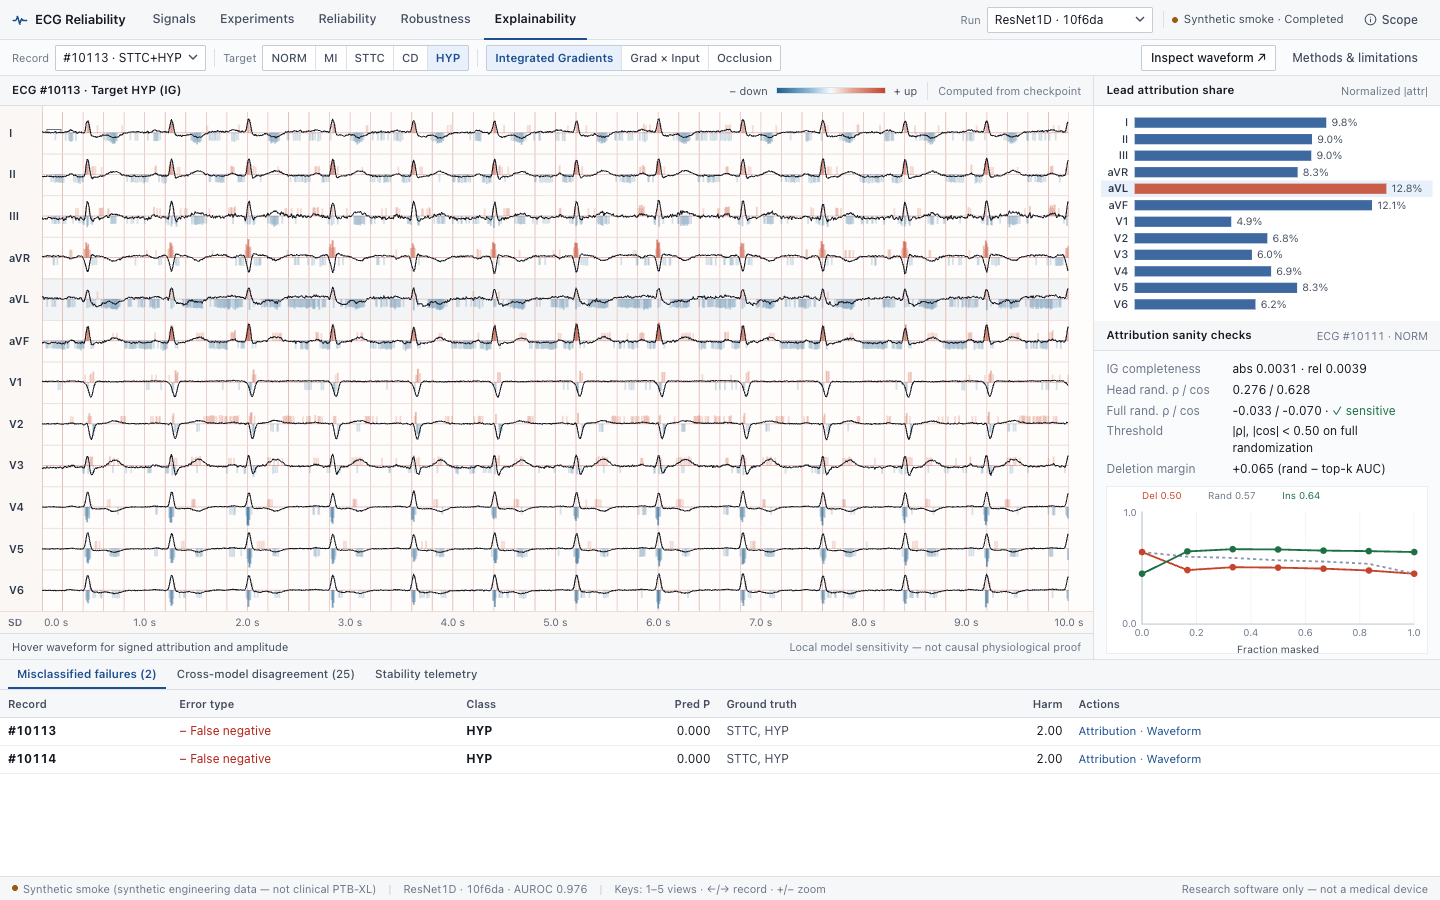 ECG Reliability Signals Experiments Reliability Robustness Explainability Run ResNet1D · 10f6da Synthetic smoke · Completed Scope
Record #10113 · STTC+HYP Target NORM MI STTC CD HYP Integrated Gradients Grad × Input Occlusion Inspect waveform ↗ Methods & limitations
ECG #10113 · Target HYP (IG) − down + up Computed from checkpoint
I
II
III
aVR
aVL
aVF
V1
V2
V3
V4
V5
V6
SD 0.0 s 1.0 s 2.0 s 3.0 s 4.0 s 5.0 s 6.0 s 7.0 s 8.0 s 9.0 s 10.0 s
Hover waveform for signed attribution and amplitude Local model sensitivity — not causal physiological proof
Lead attribution share Normalized |attr|
I 9.8%
II 9.0%
III 9.0%
aVR 8.3%
aVL 12.8%
aVF 12.1%
V1 4.9%
V2 6.8%
V3 6.0%
V4 6.9%
V5 8.3%
V6 6.2%
Attribution sanity checks ECG #10111 · NORM
IG completeness abs 0.0031 · rel 0.0039
Head rand. ρ / cos 0.276 / 0.628
Full rand. ρ / cos -0.033 / -0.070 · ✓ sensitive
Threshold |ρ|, |cos| < 0.50 on full
randomization
Deletion margin +0.065 (rand − top-k AUC)
Del 0.50 Rand 0.57 Ins 0.64
1.0
0.0
0.0 0.2 0.4 0.6 0.8 1.0
Fraction masked
Misclassified failures (2) Cross-model disagreement (25) Stability telemetry
Record Error type Class Pred P Ground truth Harm Actions
#10113 − False negative HYP 0.000 STTC, HYP 2.00 Attribution · Waveform
#10114 − False negative HYP 0.000 STTC, HYP 2.00 Attribution · Waveform
Synthetic smoke (synthetic engineering data — not clinical PTB-XL) | ResNet1D · 10f6da · AUROC 0.976 | Keys: 1–5 views · ←/→ record · +/− zoom Research software only — not a medical device